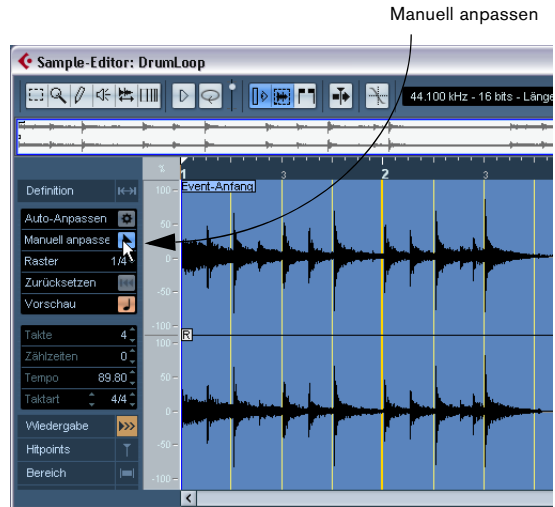 Manuell anpassen
Sample-Editor: DrumLoop
44.100 kHz - 16 bits - Länge
%
1 3 2 3
Definition
Event-Anfang
Auto-Anpassen
Manuell anpasse
Raster 1/4
Zurücksetzen
Vorschau
Takte 4
Zählzeiten 0
Tempo 89.80
Taktart 4/4
Wiedergabe
Hitpoints
Bereich
100
50
0
-50
-100
R
100
50
0
-50
-100